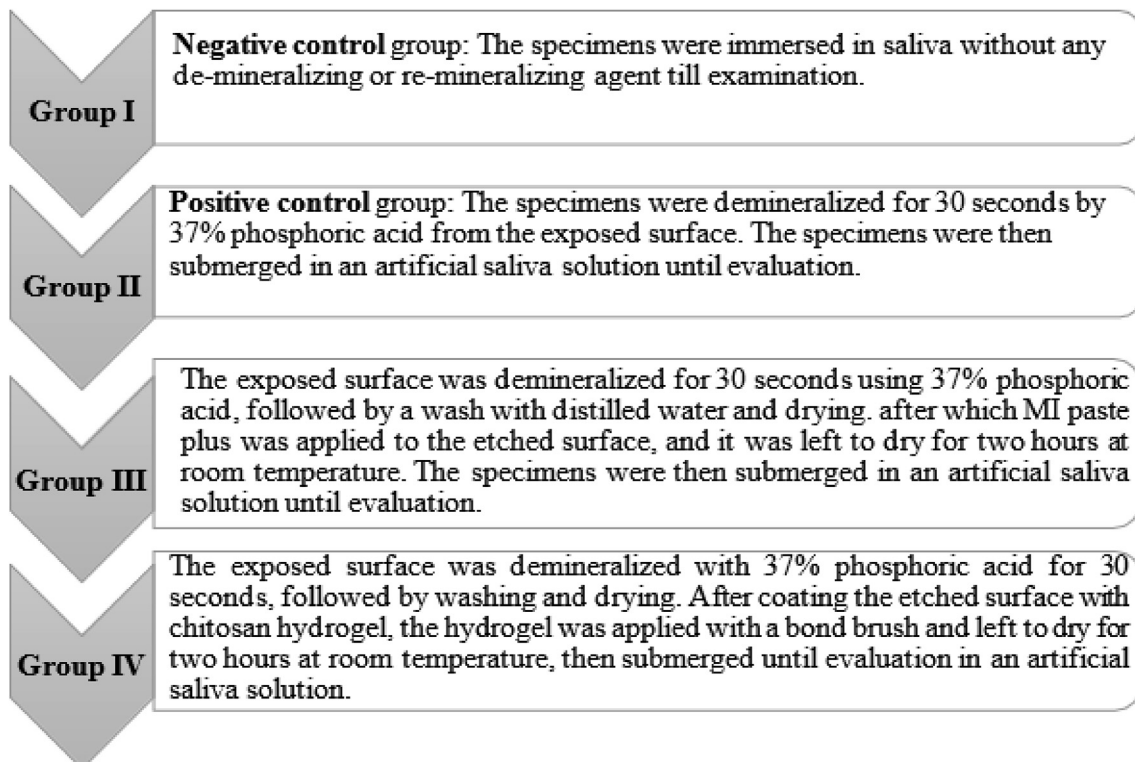 Negative control group: The specimens were immersed in saliva without any
de-mineralizing or re-mineralizing agent till examination.
Group I
Positive control group: The specimens were demineralized for 30 seconds by
37% phosphoric acid from the exposed surface. The specimens were then
submerged in an artificial saliva solution until evaluation.
Group II
The exposed surface was demineralized for 30 seconds using 37% phosphoric
acid, followed by a wash with distilled water and drying. after which MI paste
plus was applied to the etched surface, and it was left to dry for two hours at
room temperature. The specimens were then submerged in an artificial saliva
solution until evaluation.
Group III
The exposed surface was demineralized with 37% phosphoric acid for 30
seconds, followed by washing and drying. After coating the etched surface with
chitosan hydrogel, the hydrogel was applied with a bond brush and left to dry for
two hours at room temperature, then submerged until evaluation in an artificial
saliva solution.
Group IV